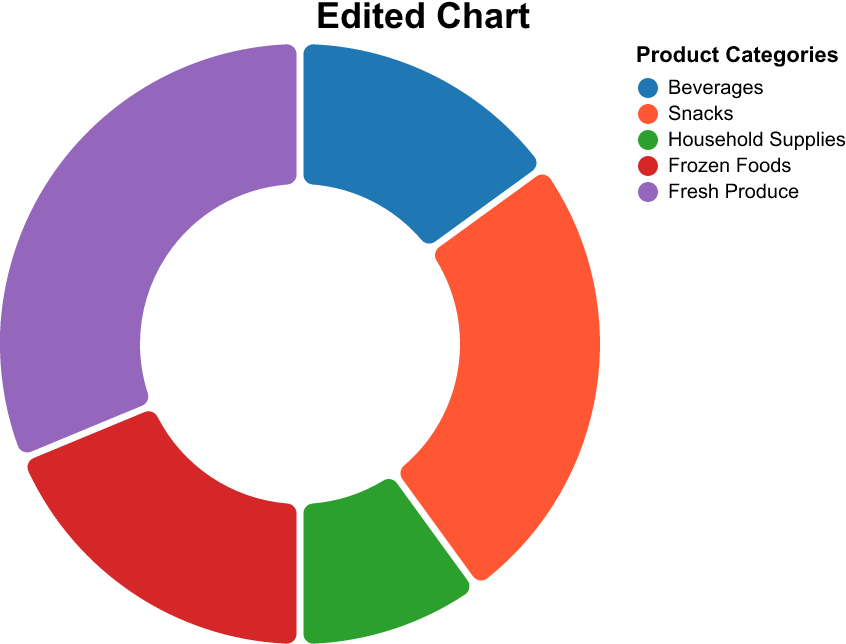 Edited Chart
Product Categories
Beverages
Snacks
Household Supplies
Frozen Foods
Fresh Produce